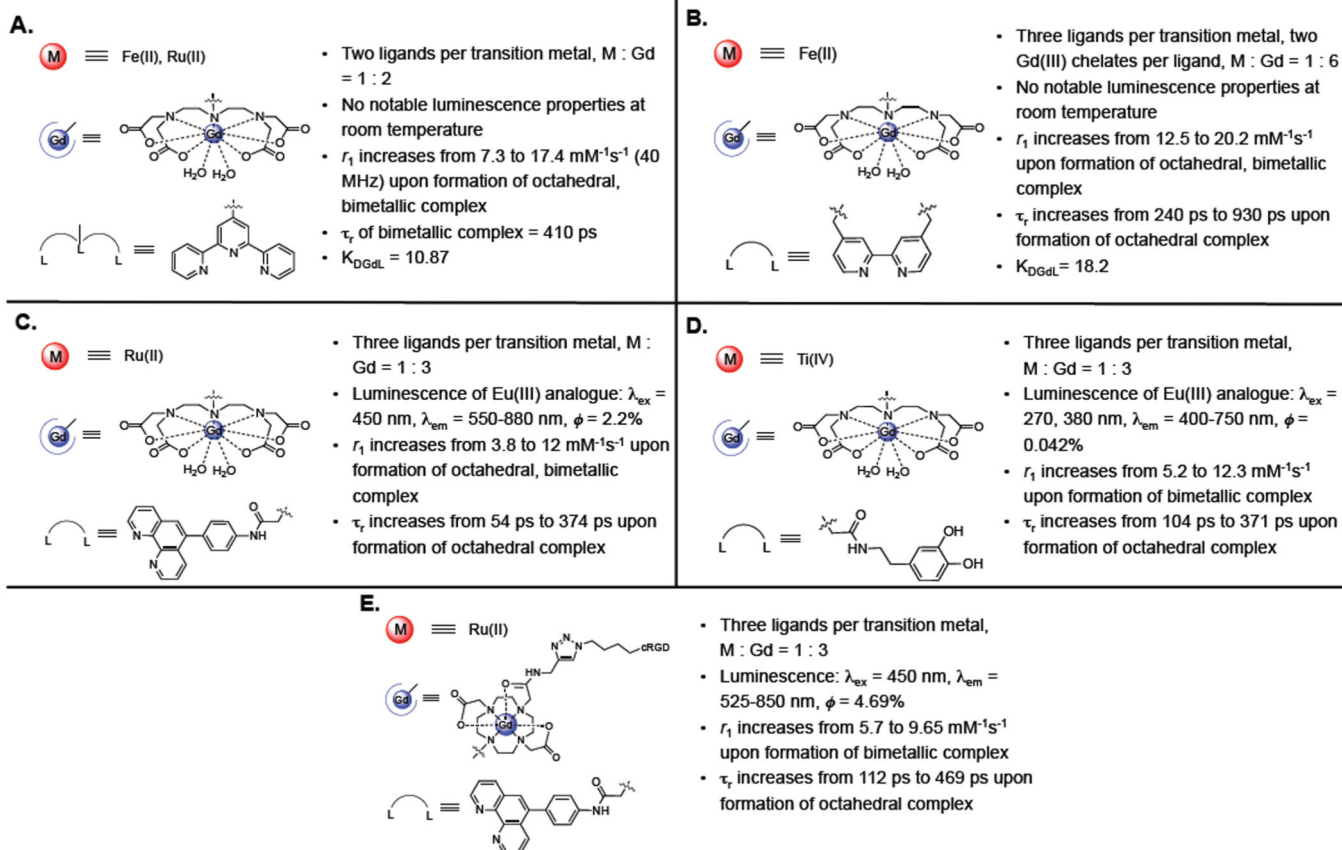 A.
M ≡ Fe(II), Ru(II)
Gd ≡
N N N
O O
Gd
O O O O
O O
H₂O H₂O
L L L ≡
N N N
• Two ligands per transition metal, M : Gd
= 1 : 2
• No notable luminescence properties at
room temperature
• r₁ increases from 7.3 to 17.4 mM⁻¹s⁻¹ (40
MHz) upon formation of octahedral,
bimetallic complex
• τᵣ of bimetallic complex = 410 ps
• K_DGdL = 10.87
B.
M ≡ Fe(II)
Gd ≡
N N N
O O
Gd
O O O O
O O
H₂O H₂O
L L ≡
N N
• Three ligands per transition metal, two
Gd(III) chelates per ligand, M : Gd = 1 : 6
• No notable luminescence properties at
room temperature
• r₁ increases from 12.5 to 20.2 mM⁻¹s⁻¹
upon formation of octahedral, bimetallic
complex
• τᵣ increases from 240 ps to 930 ps upon
formation of octahedral complex
• K_DGdL= 18.2
C.
M ≡ Ru(II)
Gd ≡
N N N
O O
Gd
O O O O
O O
H₂O H₂O
L L ≡
N
N
O
NH
• Three ligands per transition metal, M :
Gd = 1 : 3
• Luminescence of Eu(III) analogue: λₑₓ =
450 nm, λₑₘ = 550-880 nm, ϕ = 2.2%
• r₁ increases from 3.8 to 12 mM⁻¹s⁻¹ upon
formation of octahedral, bimetallic
complex
• τᵣ increases from 54 ps to 374 ps upon
formation of octahedral complex
D.
M ≡ Ti(IV)
Gd ≡
N N N
O O
Gd
O O O O
O O
H₂O H₂O
L L ≡
O
HN
OH
OH
• Three ligands per transition metal,
M : Gd = 1 : 3
• Luminescence of Eu(III) analogue: λₑₓ =
270, 380 nm, λₑₘ = 400-750 nm, ϕ =
0.042%
• r₁ increases from 5.2 to 12.3 mM⁻¹s⁻¹
upon formation of bimetallic complex
• τᵣ increases from 104 ps to 371 ps upon
formation of octahedral complex
E.
M ≡ Ru(II)
N N N
cRGD
HN
O
O
Gd ≡
N N
O Gd O
N N
O
L L ≡
N
N
O
NH
• Three ligands per transition metal,
M : Gd = 1 : 3
• Luminescence: λₑₓ = 450 nm, λₑₘ =
525-850 nm, ϕ = 4.69%
• r₁ increases from 5.7 to 9.65 mM⁻¹s⁻¹
upon formation of bimetallic complex
• τᵣ increases from 112 ps to 469 ps upon
formation of octahedral complex